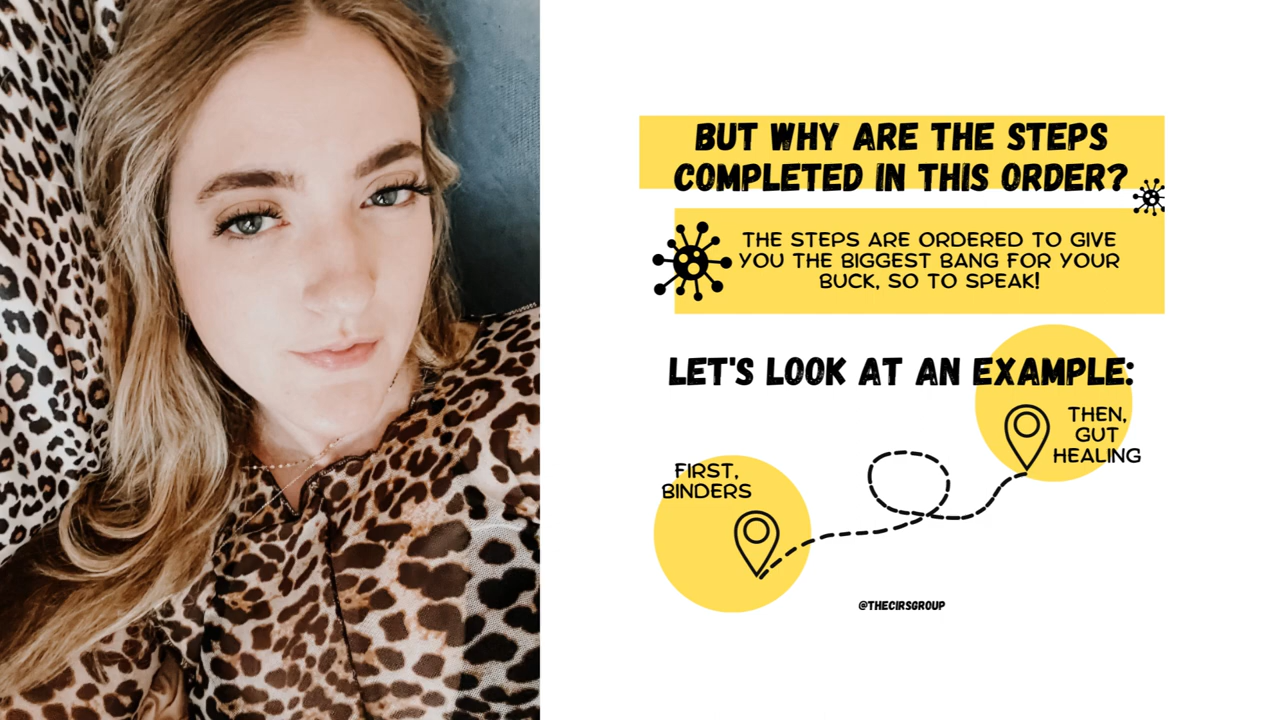 BUT WHY ARE THE STEPS
COMPLETED IN THIS ORDER?
THE STEPS ARE ORDERED TO GIVE
YOU THE BIGGEST BANG FOR YOUR
BUCK, SO TO SPEAK!
LET'S LOOK AT AN EXAMPLE:
FIRST,
BINDERS
THEN,
GUT
HEALING
@THECIRSGROUP